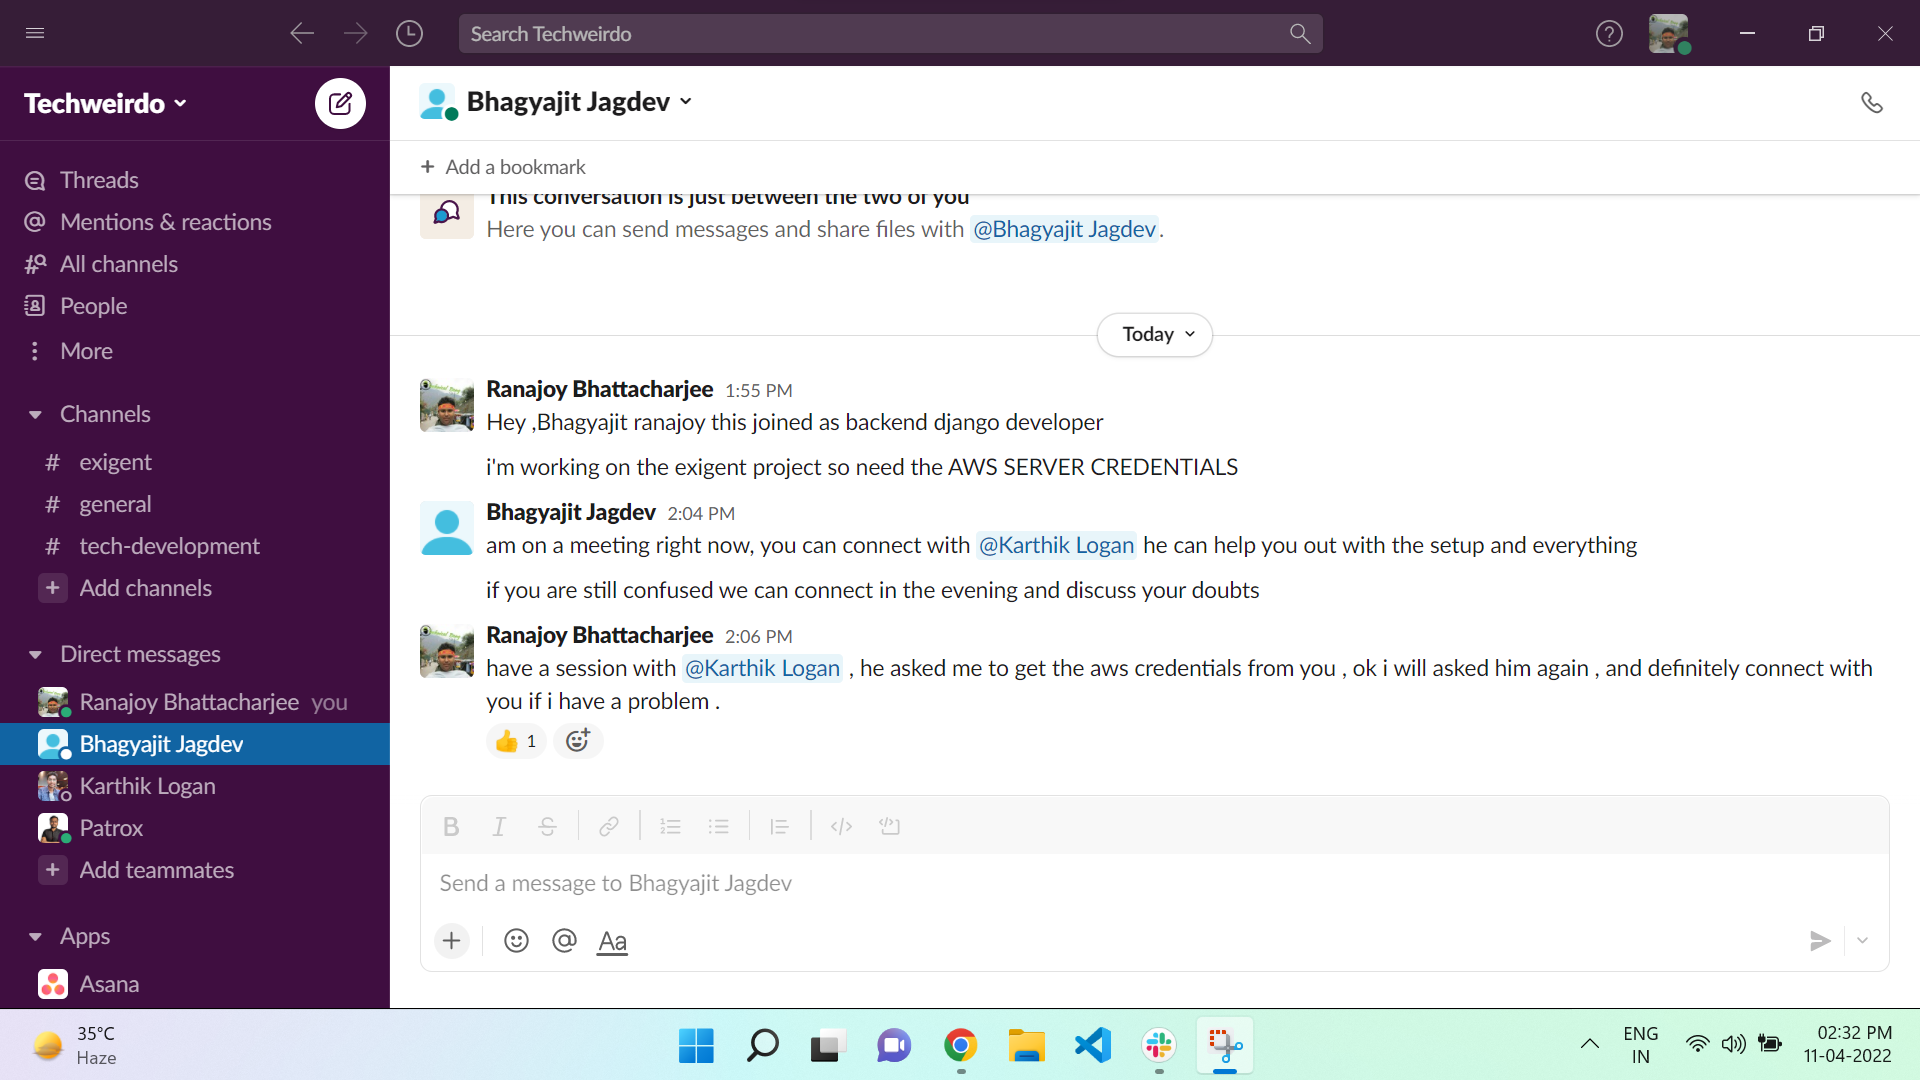 Search Techweirdo
Techweirdo
Threads
Mentions & reactions
All channels
People
More
Channels
# exigent
# general
# tech-development
+ Add channels
Direct messages
Ranajoy Bhattacharjee you
Bhagyajit Jagdev
Karthik Logan
Patrox
+ Add teammates
Apps
Asana
Bhagyajit Jagdev
+ Add a bookmark
This conversation is just between the two of you
Here you can send messages and share files with @Bhagyajit Jagdev.
Today
Ranajoy Bhattacharjee 1:55 PM
Hey ,Bhagyajit ranajoy this joined as backend django developer
i'm working on the exigent project so need the AWS SERVER CREDENTIALS
Bhagyajit Jagdev 2:04 PM
am on a meeting right now, you can connect with @Karthik Logan he can help you out with the setup and everything
if you are still confused we can connect in the evening and discuss your doubts
Ranajoy Bhattacharjee 2:06 PM
have a session with @Karthik Logan , he asked me to get the aws credentials from you , ok i will asked him again , and definitely connect with
you if i have a problem .
👍 1
B I S
Send a message to Bhagyajit Jagdev
+ @ Aa
35°C
Haze
ENG
IN
02:32 PM
11-04-2022